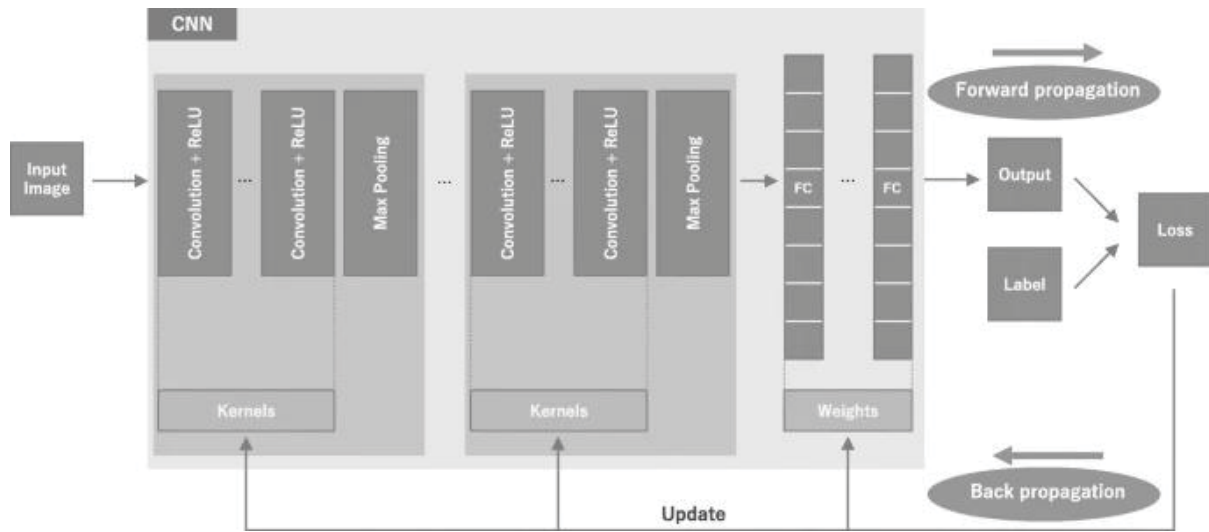 CNN
Input
Image
Convolution + ReLU
...
Convolution + ReLU
Max Pooling
...
Convolution + ReLU
...
Convolution + ReLU
Max Pooling
FC
...
FC
Forward propagation
Output
Label
Loss
Kernels
Kernels
Weights
Back propagation
Update